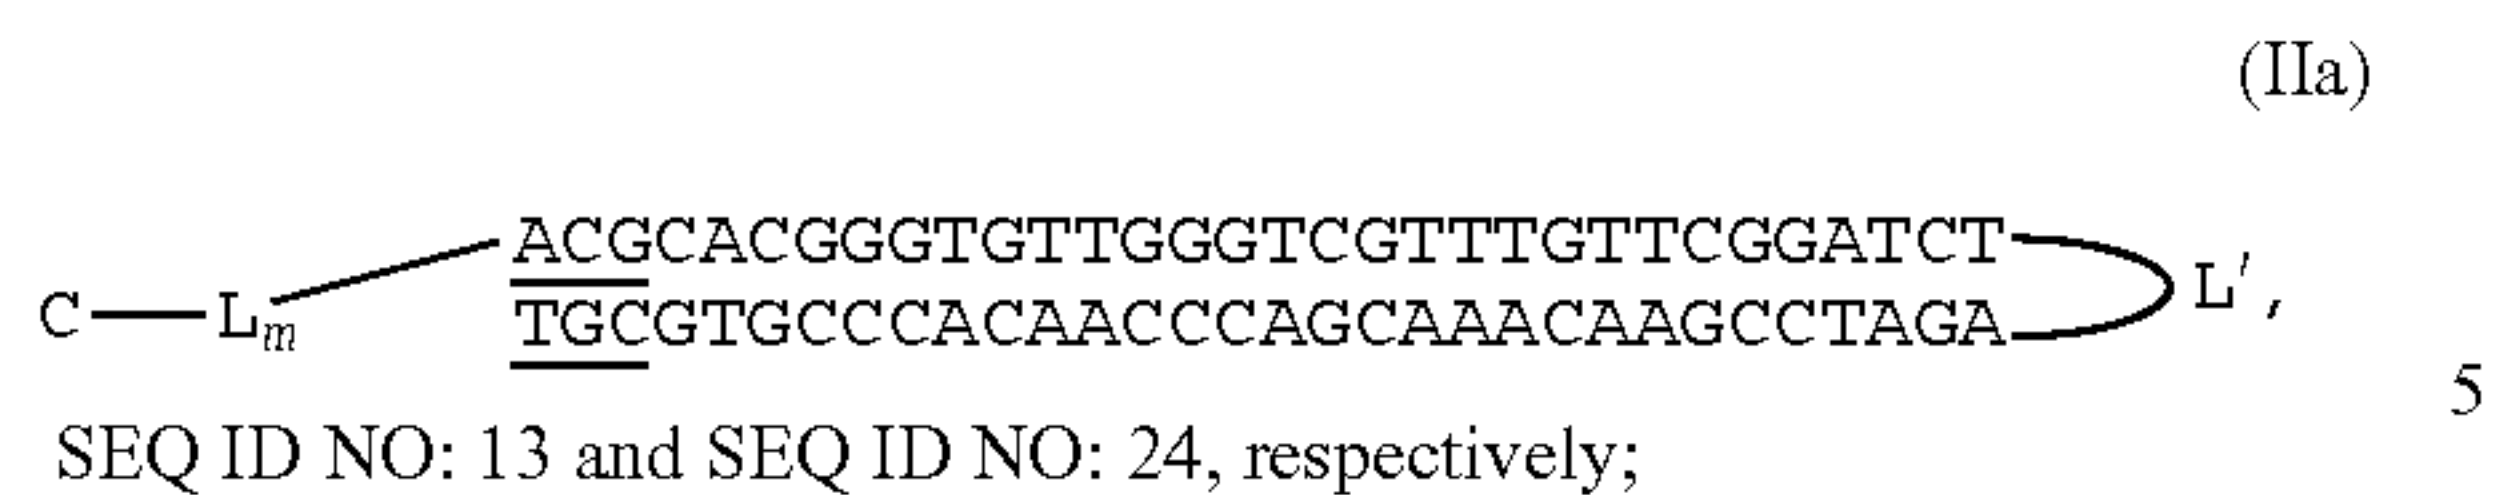 (IIa)
ACGCACGGGTGTTGGGTCGTTTGTTCGGATCT
C L_m L',
TGCGTGCCCACAACCCAGCAAACAAGCCTAGA
5
SEQ ID NO: 13 and SEQ ID NO: 24, respectively;